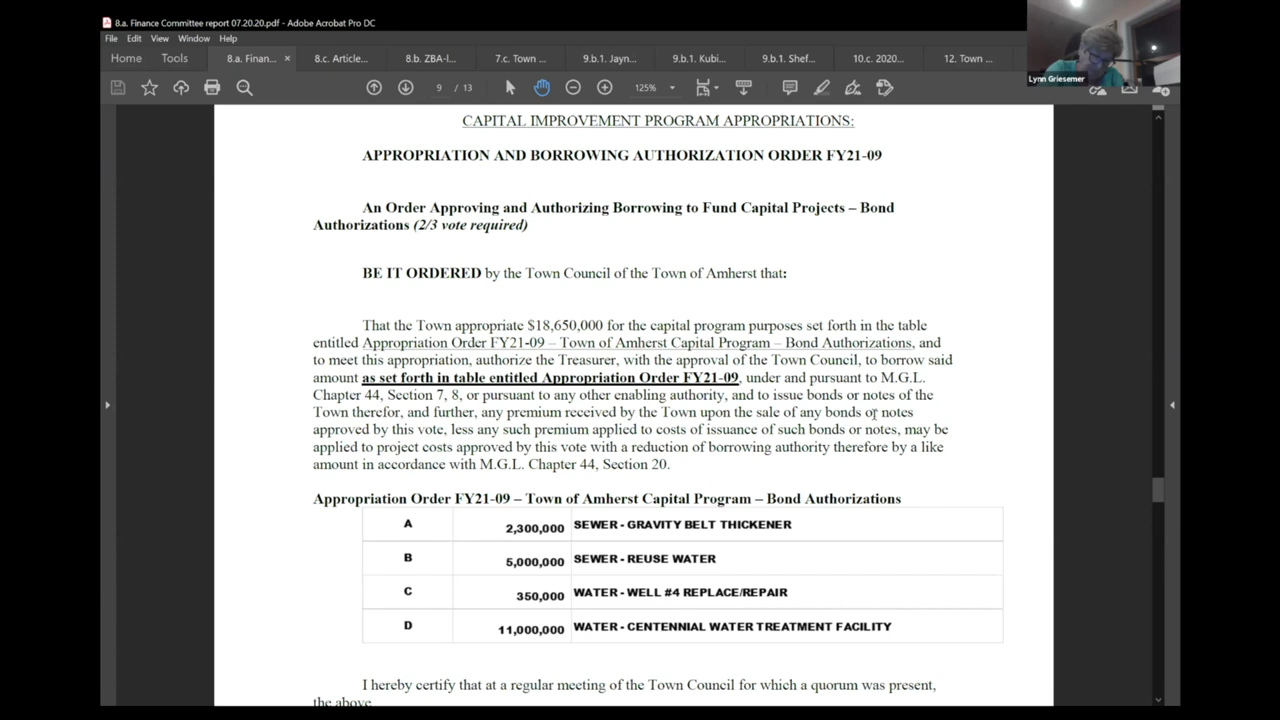 8.a. Finance Committee report 07.20.20.pdf - Adobe Acrobat Pro DC
File Edit View Window Help
Home Tools 8.a. Finan... × 8.c. Article... 8.b. ZBA-l... 7.c. Town ... 9.b.1. Jayn... 9.b.1. Kubi... 9.b.1. Shef... 10.c. 2020... 12. Town ...
Lynn Griesemer
9 / 13 125%
CAPITAL IMPROVEMENT PROGRAM APPROPRIATIONS:
APPROPRIATION AND BORROWING AUTHORIZATION ORDER FY21-09
An Order Approving and Authorizing Borrowing to Fund Capital Projects – Bond
Authorizations (2/3 vote required)
BE IT ORDERED by the Town Council of the Town of Amherst that:
That the Town appropriate $18,650,000 for the capital program purposes set forth in the table
entitled Appropriation Order FY21-09 – Town of Amherst Capital Program – Bond Authorizations, and
to meet this appropriation, authorize the Treasurer, with the approval of the Town Council, to borrow said
amount as set forth in table entitled Appropriation Order FY21-09, under and pursuant to M.G.L.
Chapter 44, Section 7, 8, or pursuant to any other enabling authority, and to issue bonds or notes of the
Town therefor, and further, any premium received by the Town upon the sale of any bonds or notes
approved by this vote, less any such premium applied to costs of issuance of such bonds or notes, may be
applied to project costs approved by this vote with a reduction of borrowing authority therefore by a like
amount in accordance with M.G.L. Chapter 44, Section 20.
Appropriation Order FY21-09 – Town of Amherst Capital Program – Bond Authorizations
A 2,300,000 SEWER - GRAVITY BELT THICKENER
B 5,000,000 SEWER - REUSE WATER
C 350,000 WATER - WELL #4 REPLACE/REPAIR
D 11,000,000 WATER - CENTENNIAL WATER TREATMENT FACILITY
I hereby certify that at a regular meeting of the Town Council for which a quorum was present,
the above